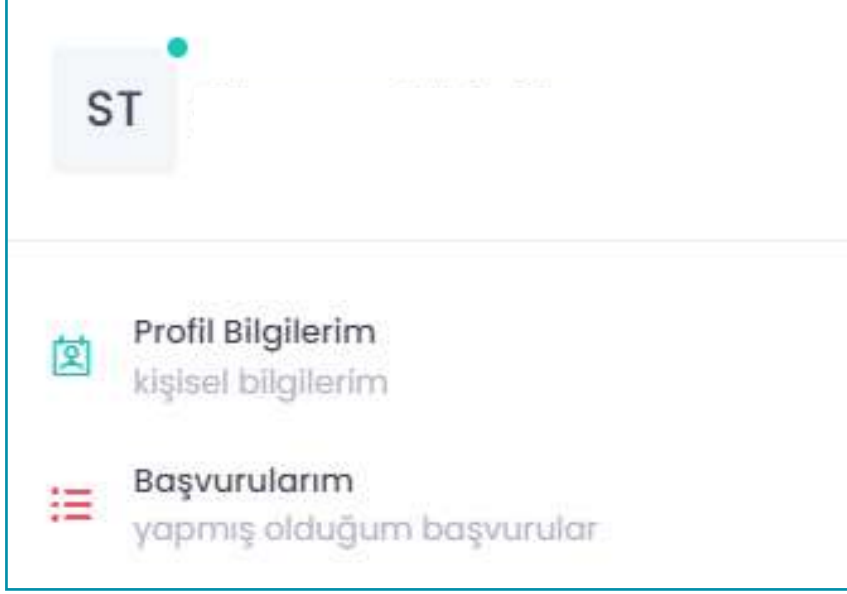 ST
Profil Bilgilerim
kişisel bilgilerim
Başvurularım
yapmış olduğum başvurular